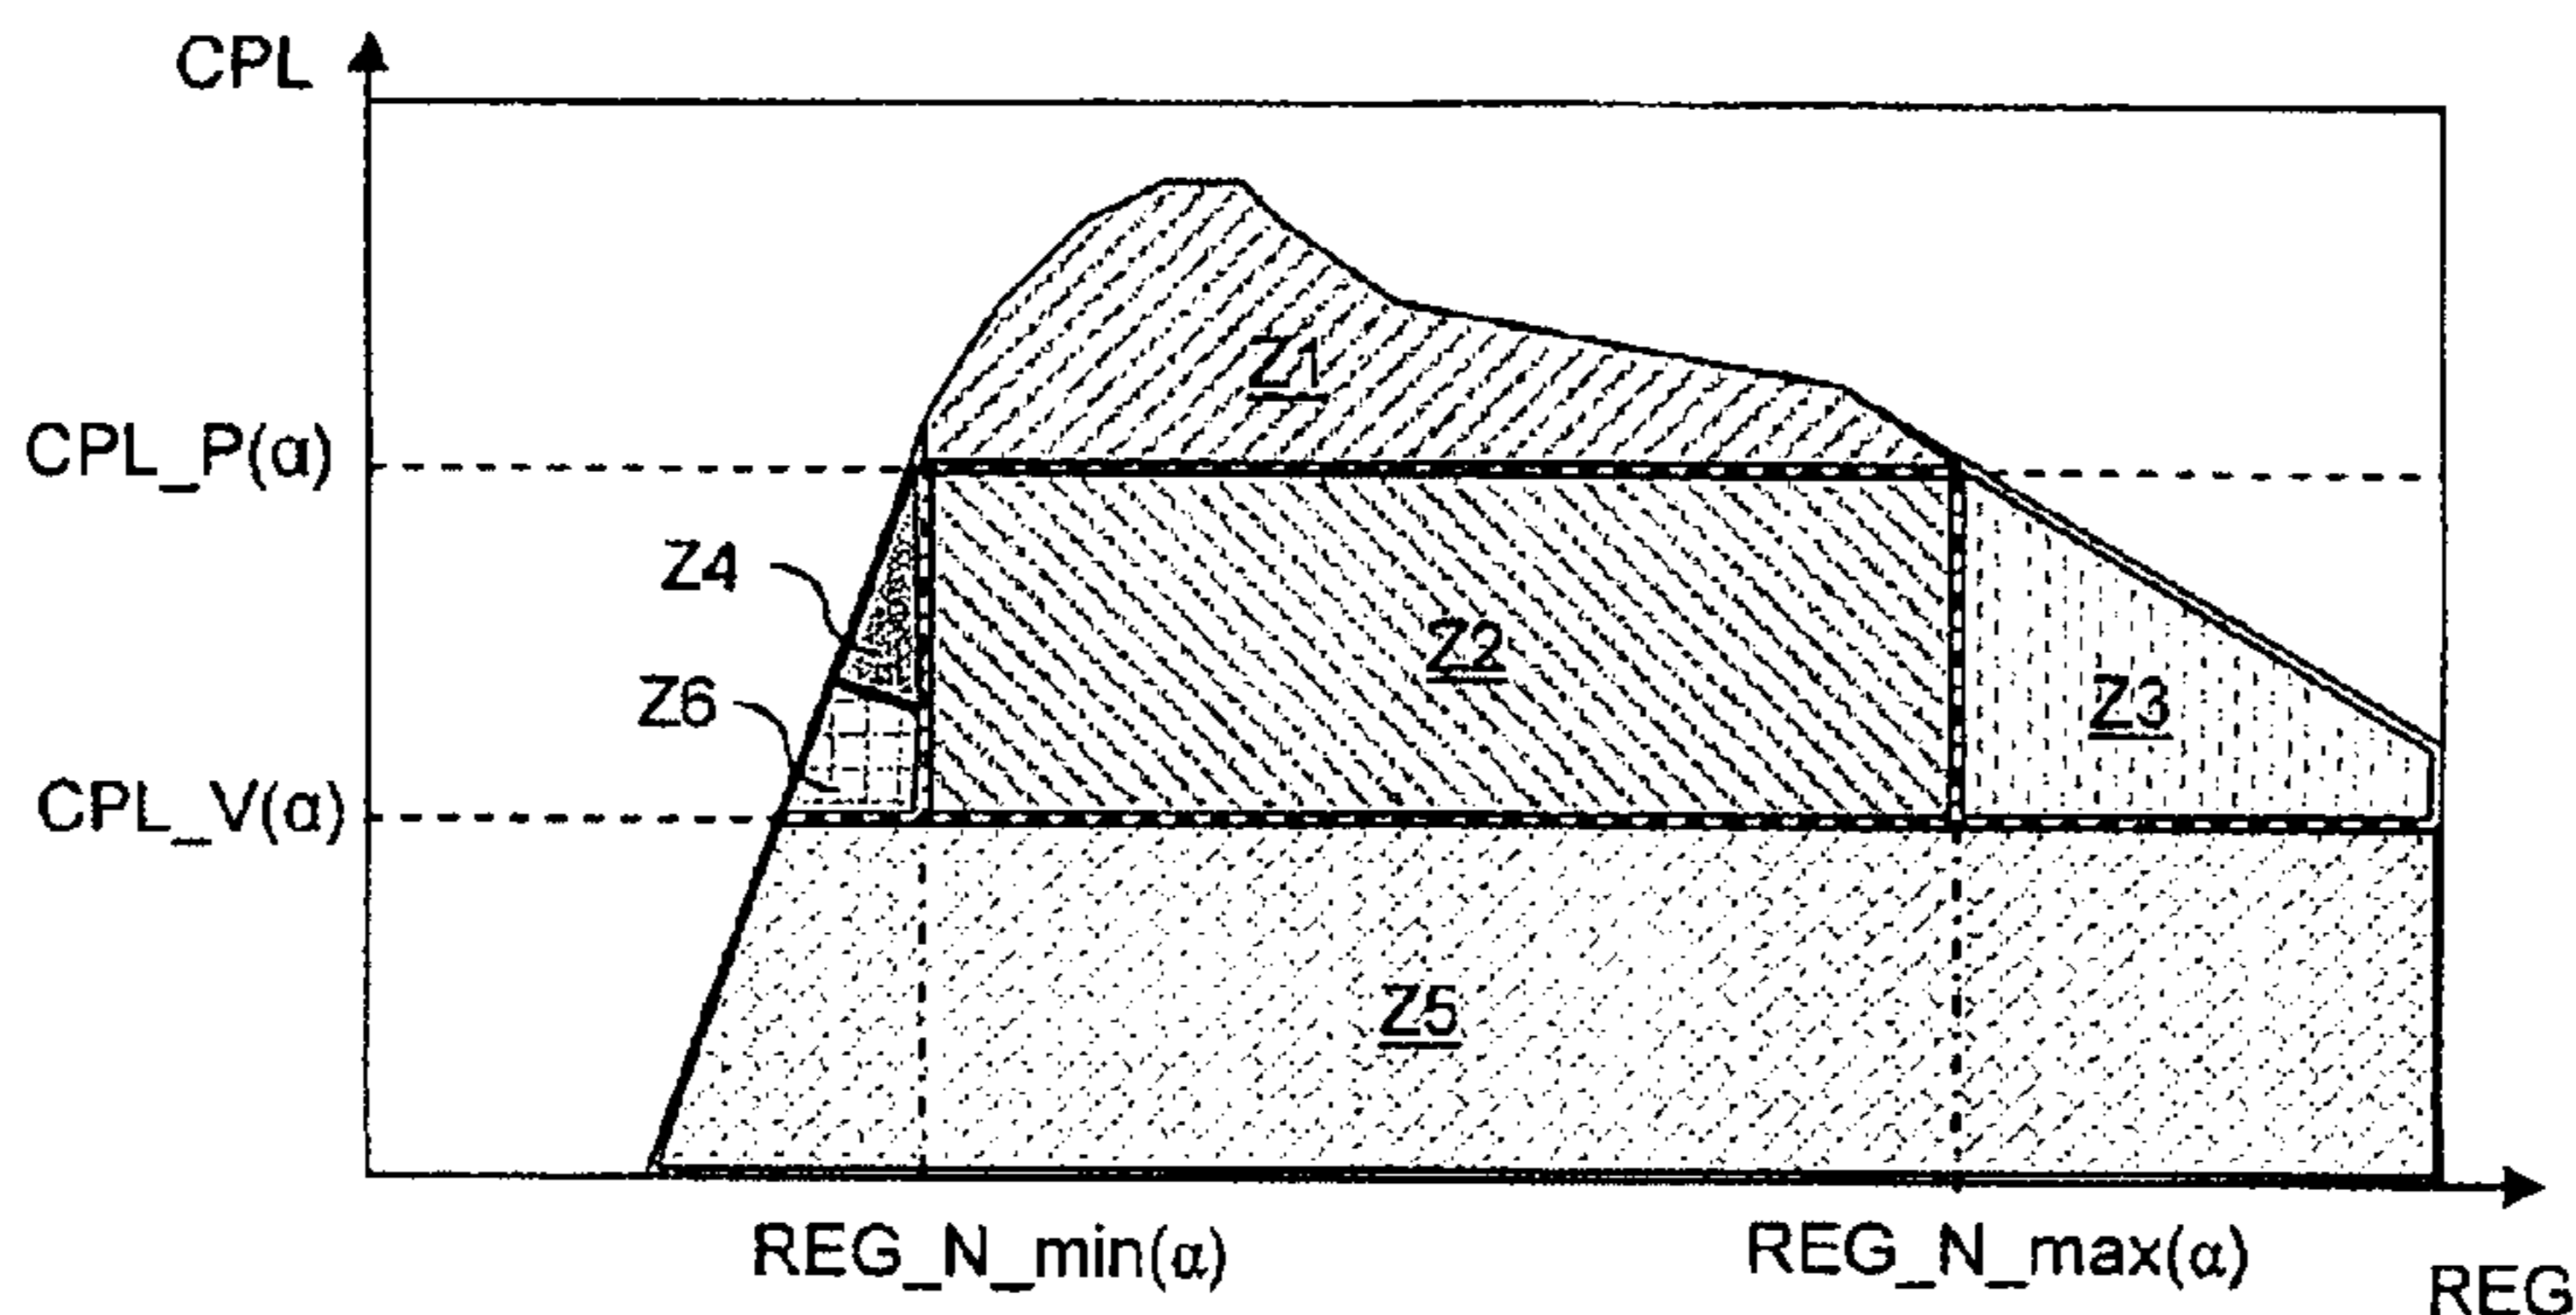 CPL
Z1
CPL_P(α)
Z4
Z2
Z6
Z3
CPL_V(α)
Z5
REG_N_min(α)
REG_N_max(α)
REG